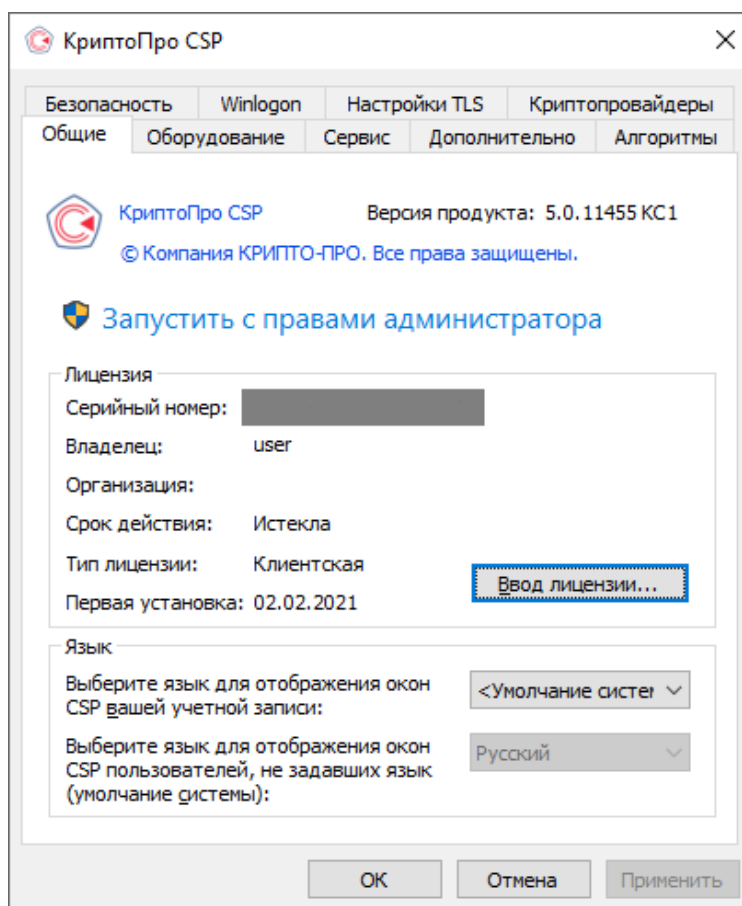 КриптоПро CSP
Безопасность Winlogon Настройки TLS Криптопровайдеры
Общие Оборудование Сервис Дополнительно Алгоритмы
КриптоПро CSP Версия продукта: 5.0.11455 КС1
© Компания КРИПТО-ПРО. Все права защищены.
Запустить с правами администратора
Лицензия
Серийный номер:
Владелец: user
Организация:
Срок действия: Истекла
Тип лицензии: Клиентская
Ввод лицензии...
Первая установка: 02.02.2021
Язык
Выберите язык для отображения окон
CSP вашей учетной записи:
<Умолчание систем
Выберите язык для отображения окон
CSP пользователей, не задавших язык
(умолчание системы):
Русский
ОК Отмена Применить